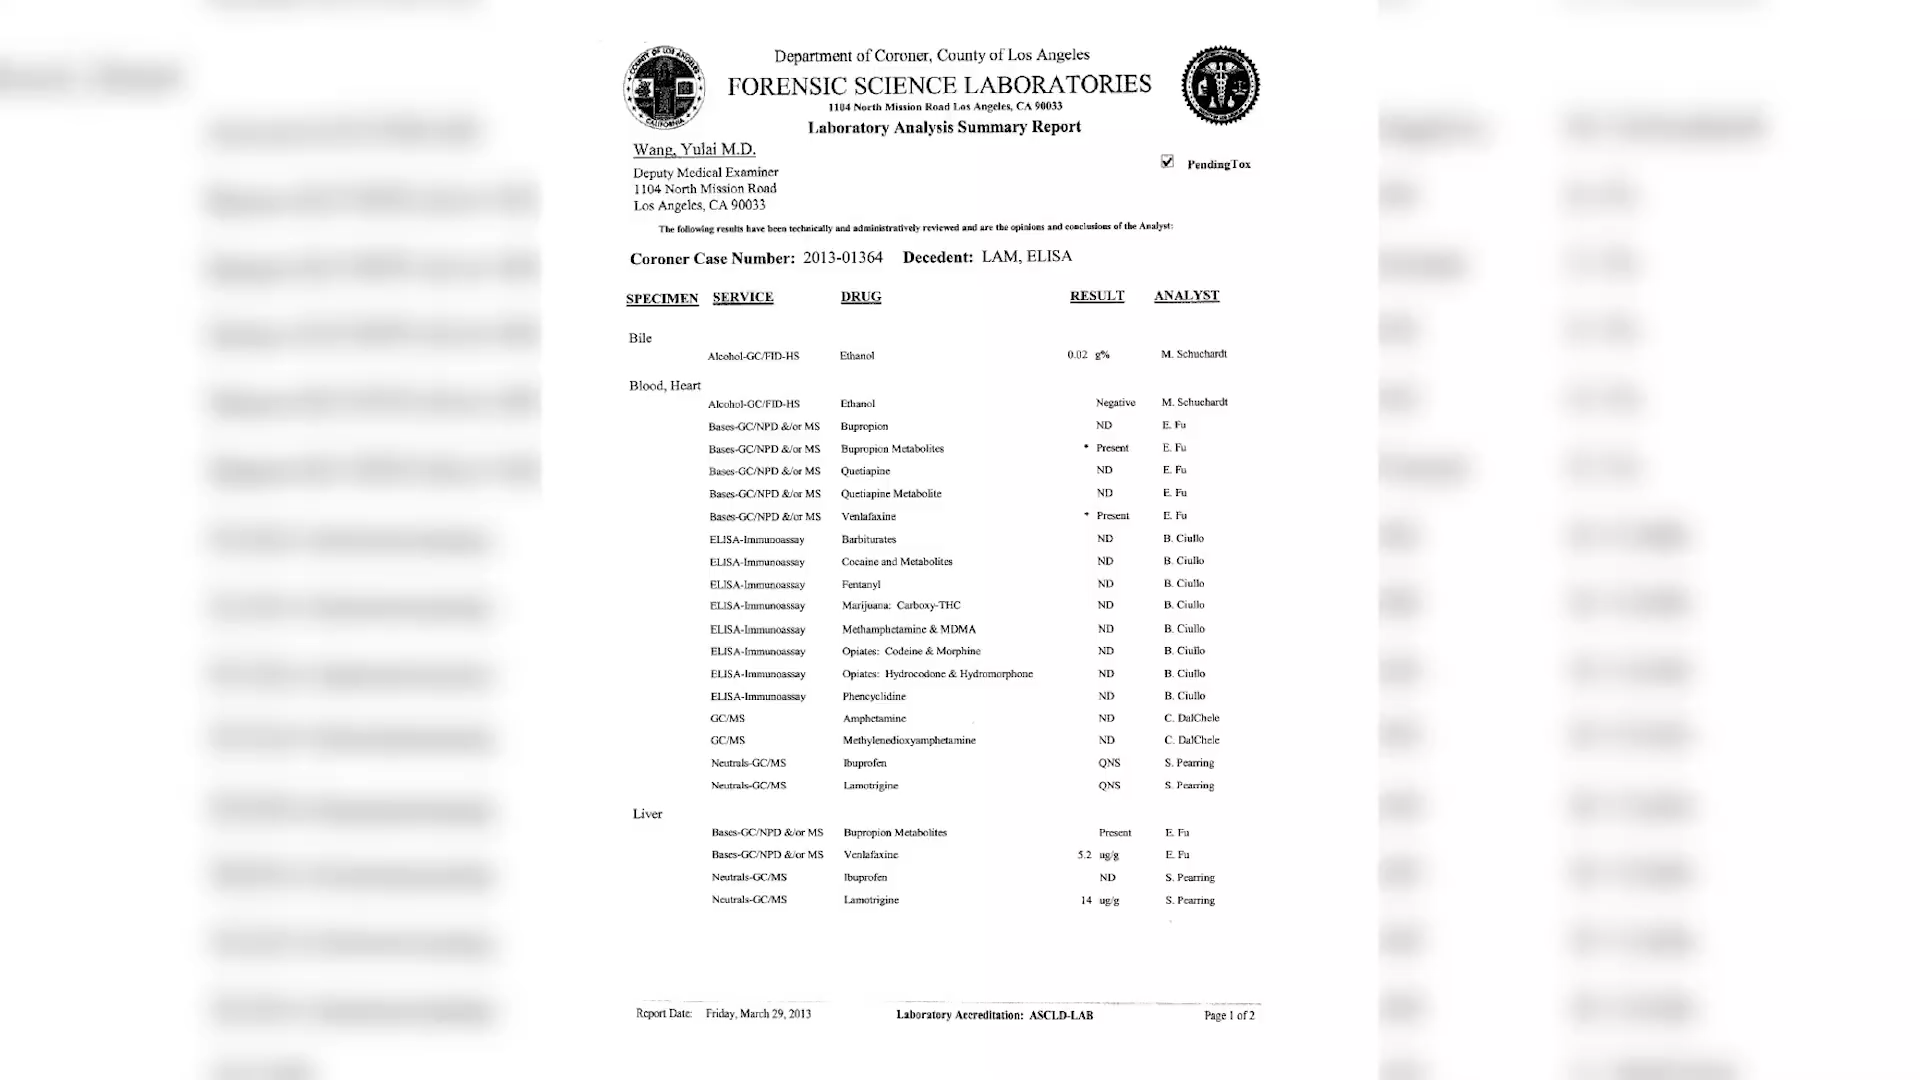 Department of Coroner, County of Los Angeles
FORENSIC SCIENCE LABORATORIES
1104 North Mission Road Los Angeles, CA 90033
Laboratory Analysis Summary Report
COUNTY OF LOS ANGELES
CALIFORNIA
Wang, Yulai M.D.
PendingTox
Deputy Medical Examiner
1104 North Mission Road
Los Angeles, CA 90033
The following results have been technically and administratively reviewed and are the opinions and conclusions of the Analyst:
Coroner Case Number: 2013-01364 Decedent: LAM, ELISA
SPECIMEN SERVICE DRUG RESULT ANALYST
Bile
Alcohol-GC/FID-HS Ethanol 0.02 g% M. Schuchardt
Blood, Heart
Alcohol-GC/FID-HS Ethanol Negative M. Schuchardt
Bases-GC/NPD &/or MS Bupropion ND E. Fu
Bases-GC/NPD &/or MS Bupropion Metabolites * Present E. Fu
Bases-GC/NPD &/or MS Quetiapine ND E. Fu
Bases-GC/NPD &/or MS Quetiapine Metabolite ND E. Fu
Bases-GC/NPD &/or MS Venlafaxine * Present E. Fu
ELISA-Immunoassay Barbiturates ND B. Ciullo
ELISA-Immunoassay Cocaine and Metabolites ND B. Ciullo
ELISA-Immunoassay Fentanyl ND B. Ciullo
ELISA-Immunoassay Marijuana: Carboxy-THC ND B. Ciullo
ELISA-Immunoassay Methamphetamine & MDMA ND B. Ciullo
ELISA-Immunoassay Opiates: Codeine & Morphine ND B. Ciullo
ELISA-Immunoassay Opiates: Hydrocodone & Hydromorphone ND B. Ciullo
ELISA-Immunoassay Phencyclidine ND B. Ciullo
GC/MS Amphetamine ND C. DalChele
GC/MS Methylenedioxyamphetamine ND C. DalChele
Neutrals-GC/MS Ibuprofen QNS S. Pearring
Neutrals-GC/MS Lamotrigine QNS S. Pearring
Liver
Bases-GC/NPD &/or MS Bupropion Metabolites Present E. Fu
Bases-GC/NPD &/or MS Venlafaxine 5.2 ug/g E. Fu
Neutrals-GC/MS Ibuprofen ND S. Pearring
Neutrals-GC/MS Lamotrigine 14 ug/g S. Pearring
Report Date: Friday, March 29, 2013 Laboratory Accreditation: ASCLD-LAB Page 1 of 2